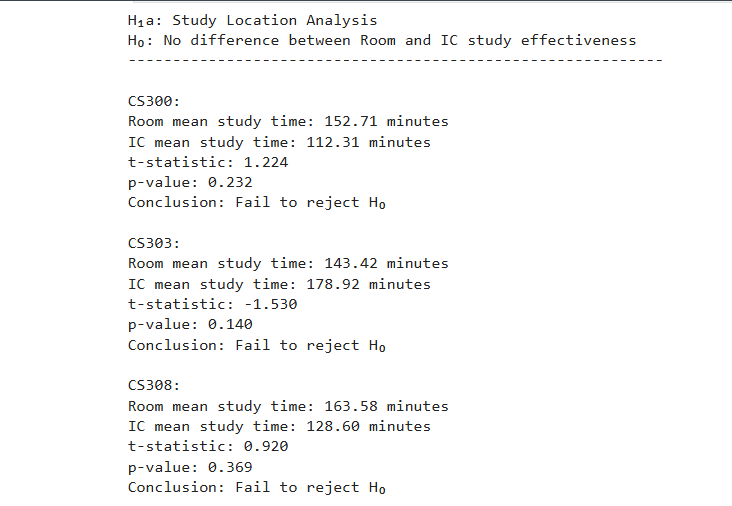 H₁a: Study Location Analysis
H₀: No difference between Room and IC study effectiveness
------------------------------------------------------------
CS300:
Room mean study time: 152.71 minutes
IC mean study time: 112.31 minutes
t-statistic: 1.224
p-value: 0.232
Conclusion: Fail to reject H₀
CS303:
Room mean study time: 143.42 minutes
IC mean study time: 178.92 minutes
t-statistic: -1.530
p-value: 0.140
Conclusion: Fail to reject H₀
CS308:
Room mean study time: 163.58 minutes
IC mean study time: 128.60 minutes
t-statistic: 0.920
p-value: 0.369
Conclusion: Fail to reject H₀